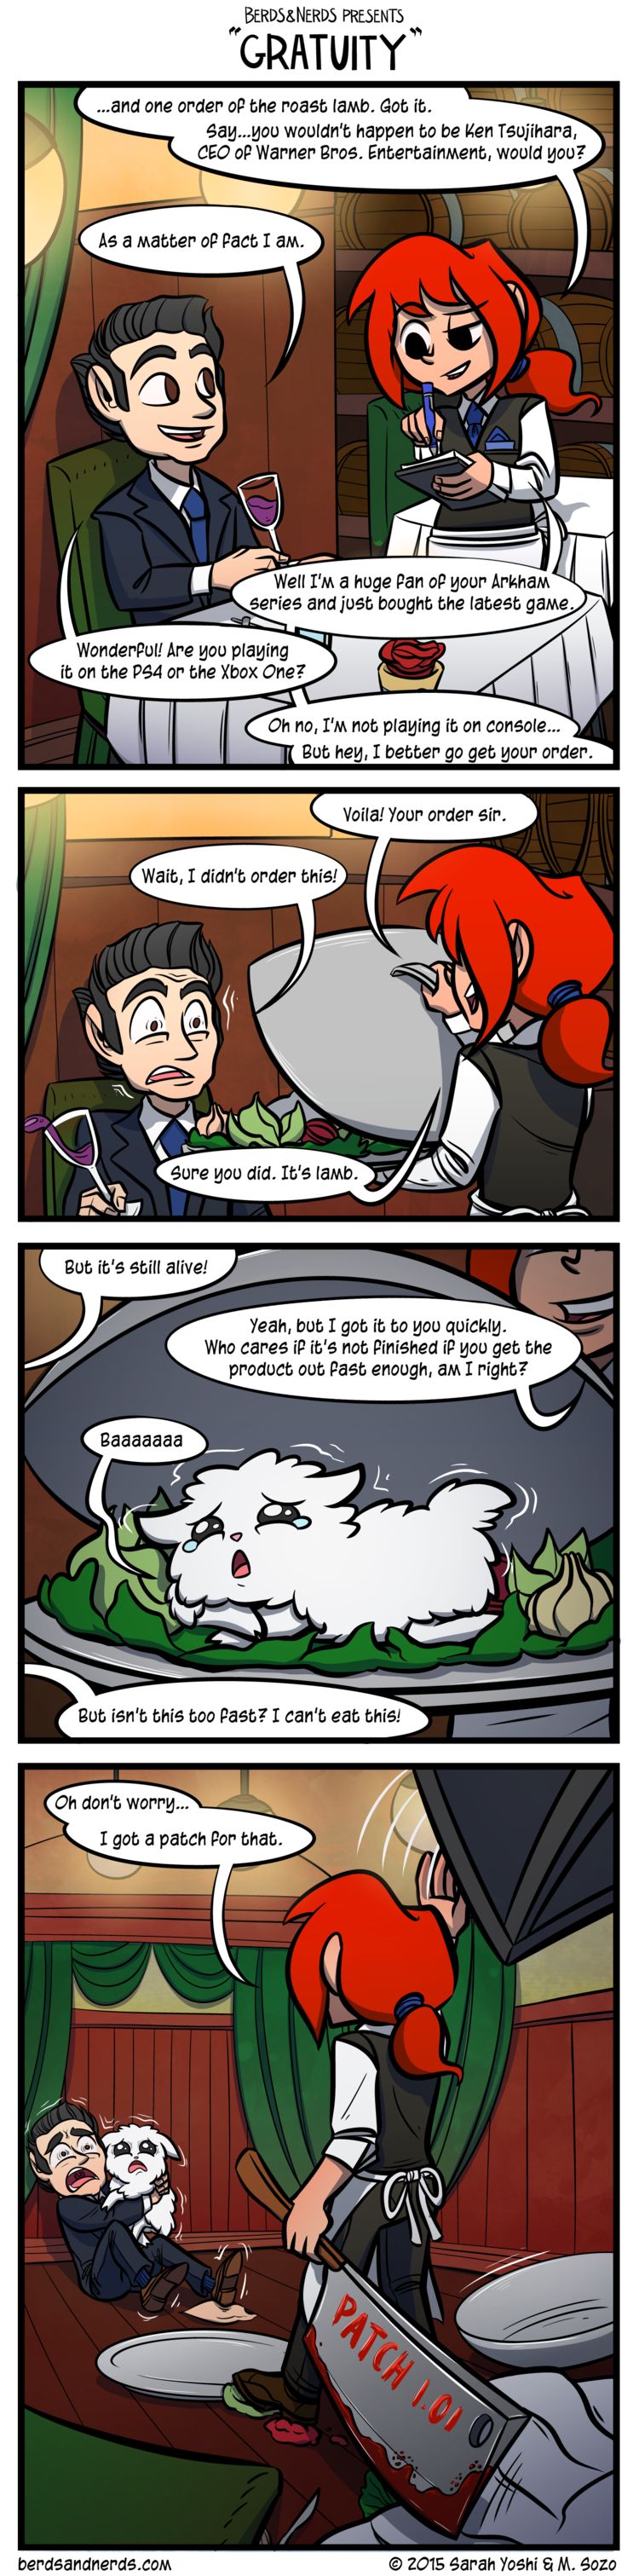 BERDS&NERDS PRESENTS
"GRATUITY"
...and one order of the roast lamb. Got it.
Say...you wouldn't happen to be Ken Tsujihara,
CEO of Warner Bros. Entertainment, would you?
As a matter of fact I am.
Well I'm a huge fan of your Arkham
series and just bought the latest game.
Wonderful! Are you playing
it on the PS4 or the Xbox One?
Oh no, I'm not playing it on console...
But hey, I better go get your order.
Voila! Your order sir.
Wait, I didn't order this!
Sure you did. It's lamb.
But it's still alive!
Yeah, but I got it to you quickly.
Who cares if it's not finished if you get the
product out fast enough, am I right?
Baaaaaaa
But isn't this too fast? I can't eat this!
Oh don't worry...
I got a patch for that.
PATCH 1.01
berdsandnerds.com
© 2015 Sarah Yoshi & M. Sozo